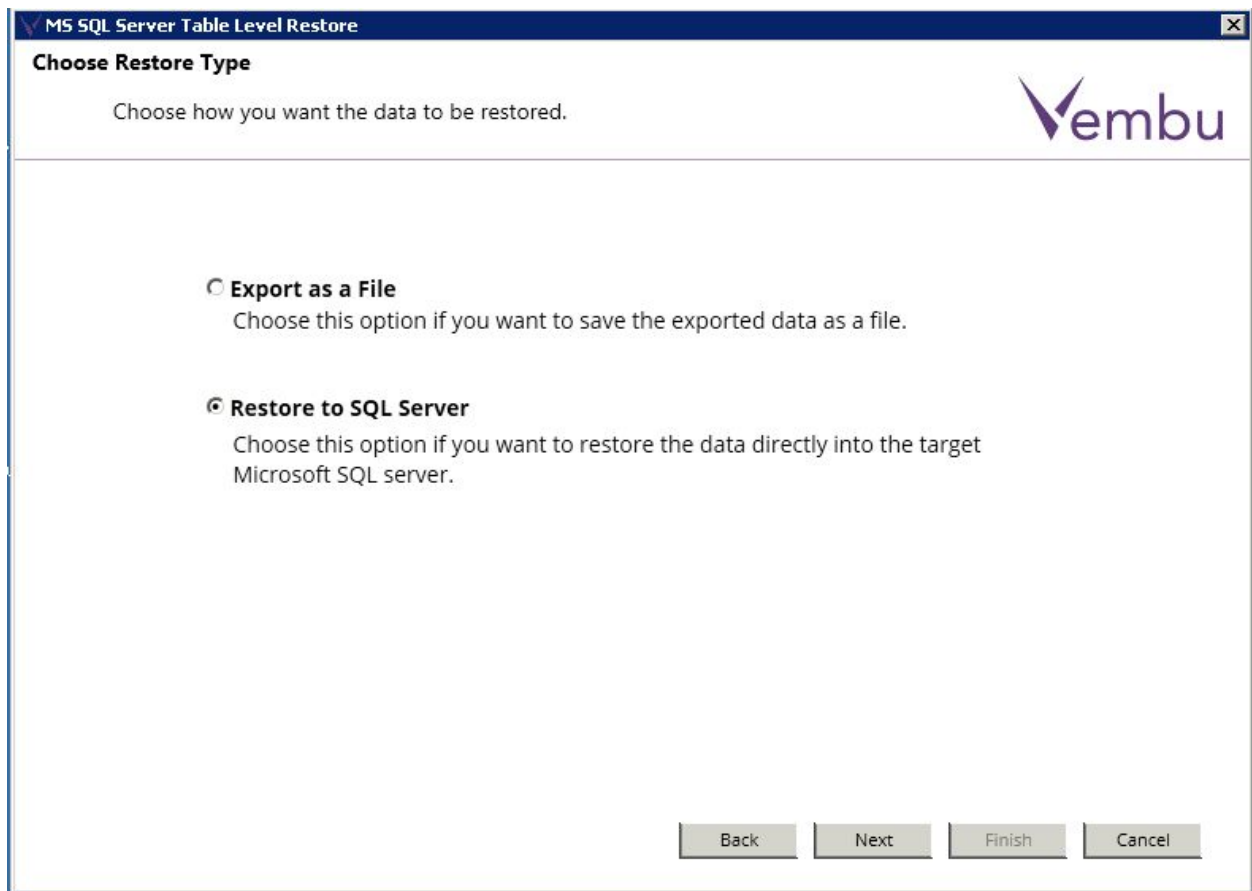 MS SQL Server Table Level Restore
Choose Restore Type
Choose how you want the data to be restored.
Vembu
Export as a File
Choose this option if you want to save the exported data as a file.
Restore to SQL Server
Choose this option if you want to restore the data directly into the target
Microsoft SQL server.
Back Next Finish Cancel